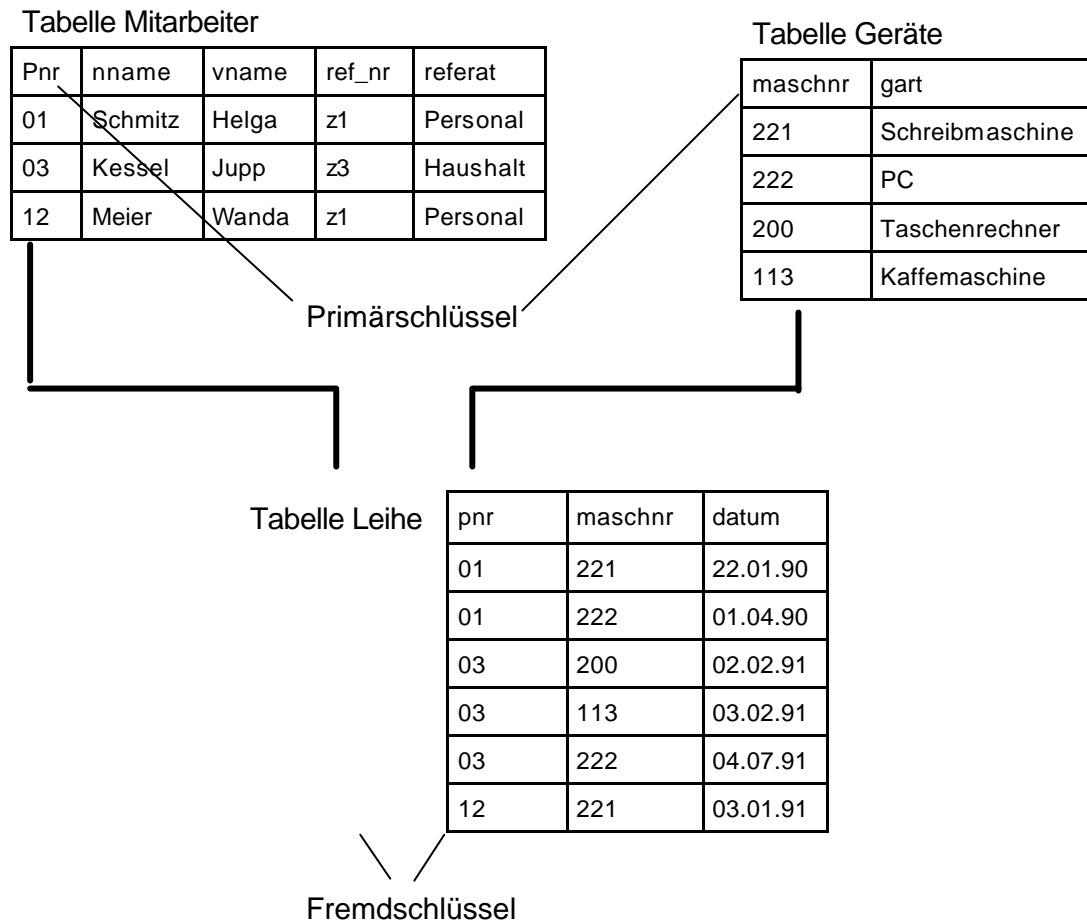 Tabelle Mitarbeiter
Pnr nname vname ref_nr referat
01 Schmitz Helga z1 Personal
03 Kessel Jupp z3 Haushalt
12 Meier Wanda z1 Personal
Tabelle Geräte
maschnr gart
221 Schreibmaschine
222 PC
200 Taschenrechner
113 Kaffemaschine
Primärschlüssel
Tabelle Leihe
pnr maschnr datum
01 221 22.01.90
01 222 01.04.90
03 200 02.02.91
03 113 03.02.91
03 222 04.07.91
12 221 03.01.91
Fremdschlüssel